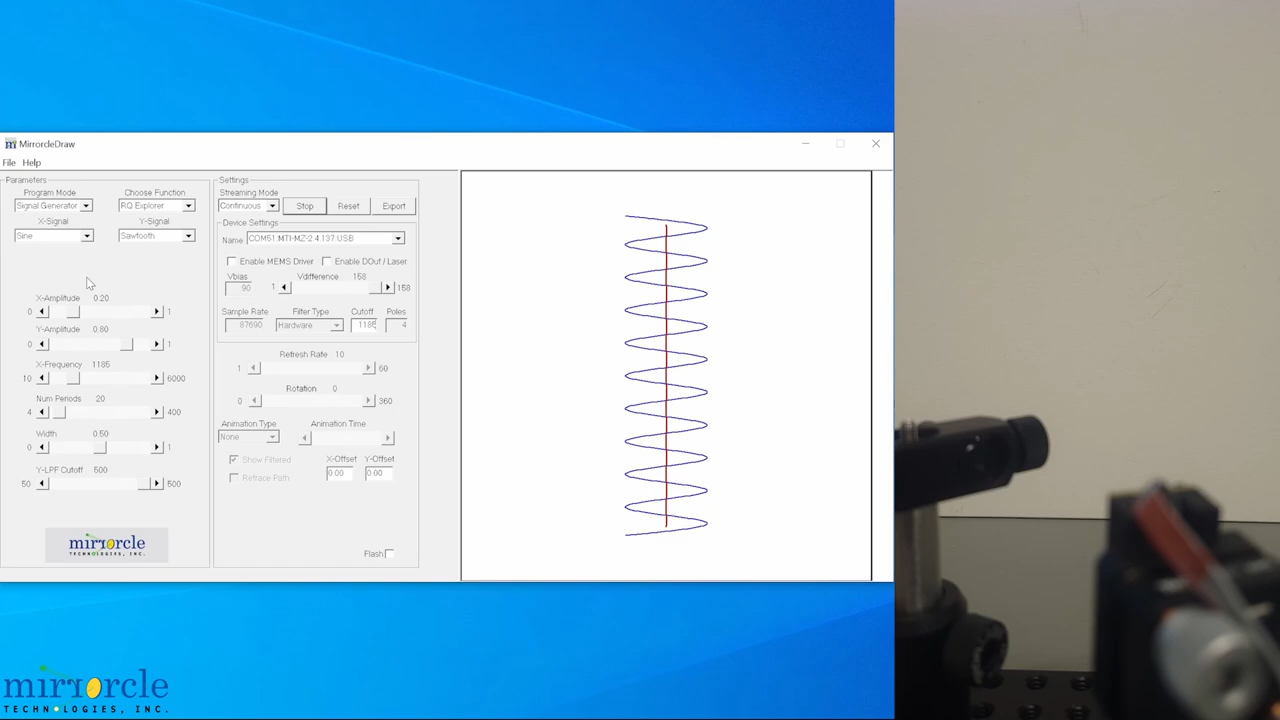 MirrorcleDraw
File Help
Parameters
Program Mode Choose Function
Signal Generator RQ Explorer
X-Signal Y-Signal
Sine Sawtooth
X-Amplitude 0.20
0 1
Y-Amplitude 0.80
0 1
X-Frequency 1185
10 6000
Num Periods 20
4 400
Width 0.50
0 1
Y-LPF Cutoff 500
50 500
mirrorcle
TECHNOLOGIES, INC.
Settings
Streaming Mode
Continuous Stop Reset Export
Device Settings
Name COM51:MTI-MZ-2.4.137:USB
Enable MEMS Driver Enable DOut / Laser
Vbias Vdifference 158
90 1 158
Sample Rate Filter Type Cutoff Poles
87690 Hardware 1185 4
Refresh Rate 10
1 60
Rotation 0
0 360
Animation Type Animation Time
None
Show Filtered X-Offset Y-Offset
Retrace Path 0.00 0.00
Flash
mirrorcle
TECHNOLOGIES, INC.